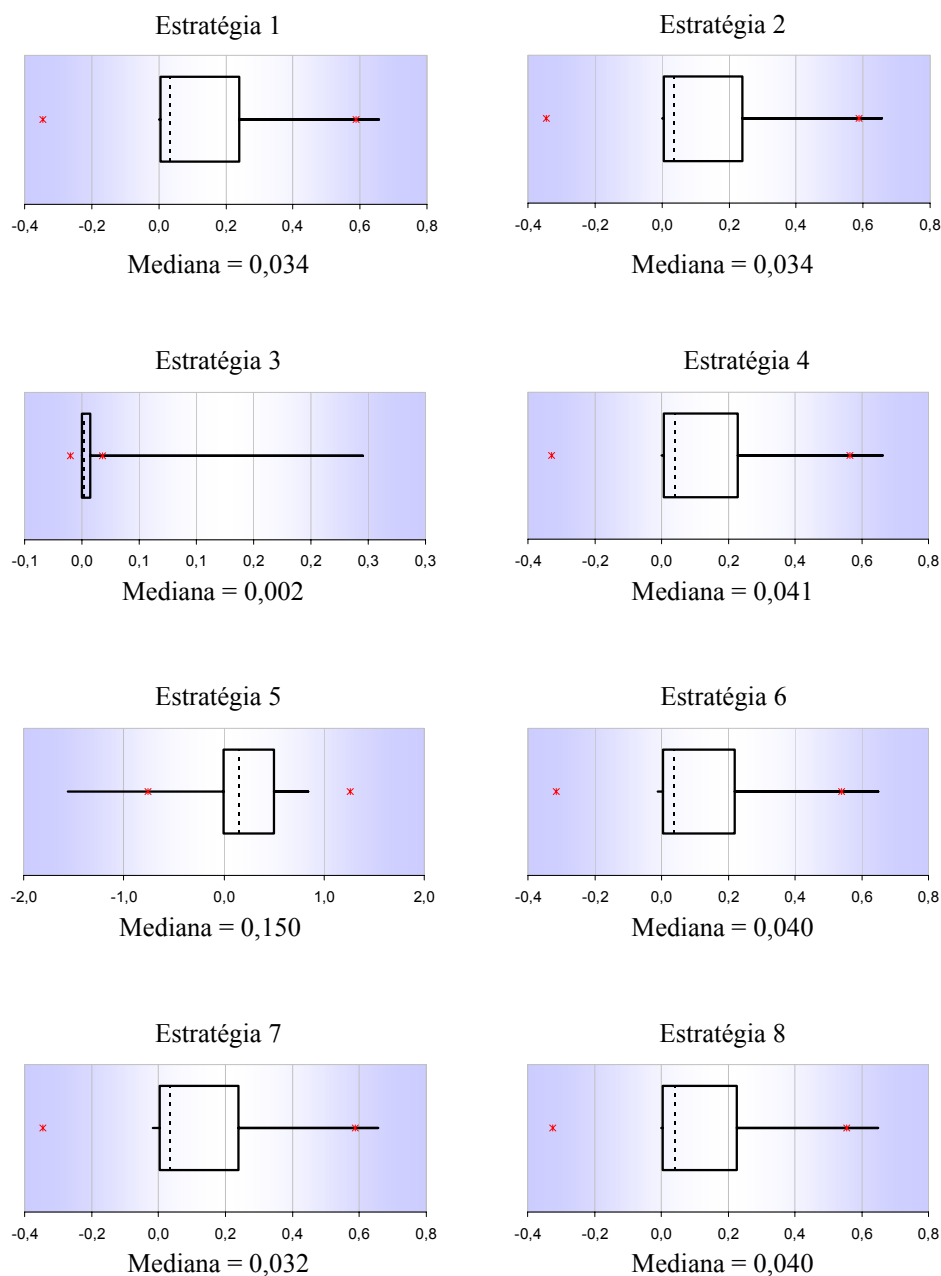 Estratégia 1
-0,4 -0,2 0,0 0,2 0,4 0,6 0,8
Mediana = 0,034
Estratégia 2
-0,4 -0,2 0,0 0,2 0,4 0,6 0,8
Mediana = 0,034
Estratégia 3
-0,1 0,0 0,1 0,1 0,2 0,2 0,3 0,3
Mediana = 0,002
Estratégia 4
-0,4 -0,2 0,0 0,2 0,4 0,6 0,8
Mediana = 0,041
Estratégia 5
-2,0 -1,0 0,0 1,0 2,0
Mediana = 0,150
Estratégia 6
-0,4 -0,2 0,0 0,2 0,4 0,6 0,8
Mediana = 0,040
Estratégia 7
-0,4 -0,2 0,0 0,2 0,4 0,6 0,8
Mediana = 0,032
Estratégia 8
-0,4 -0,2 0,0 0,2 0,4 0,6 0,8
Mediana = 0,040